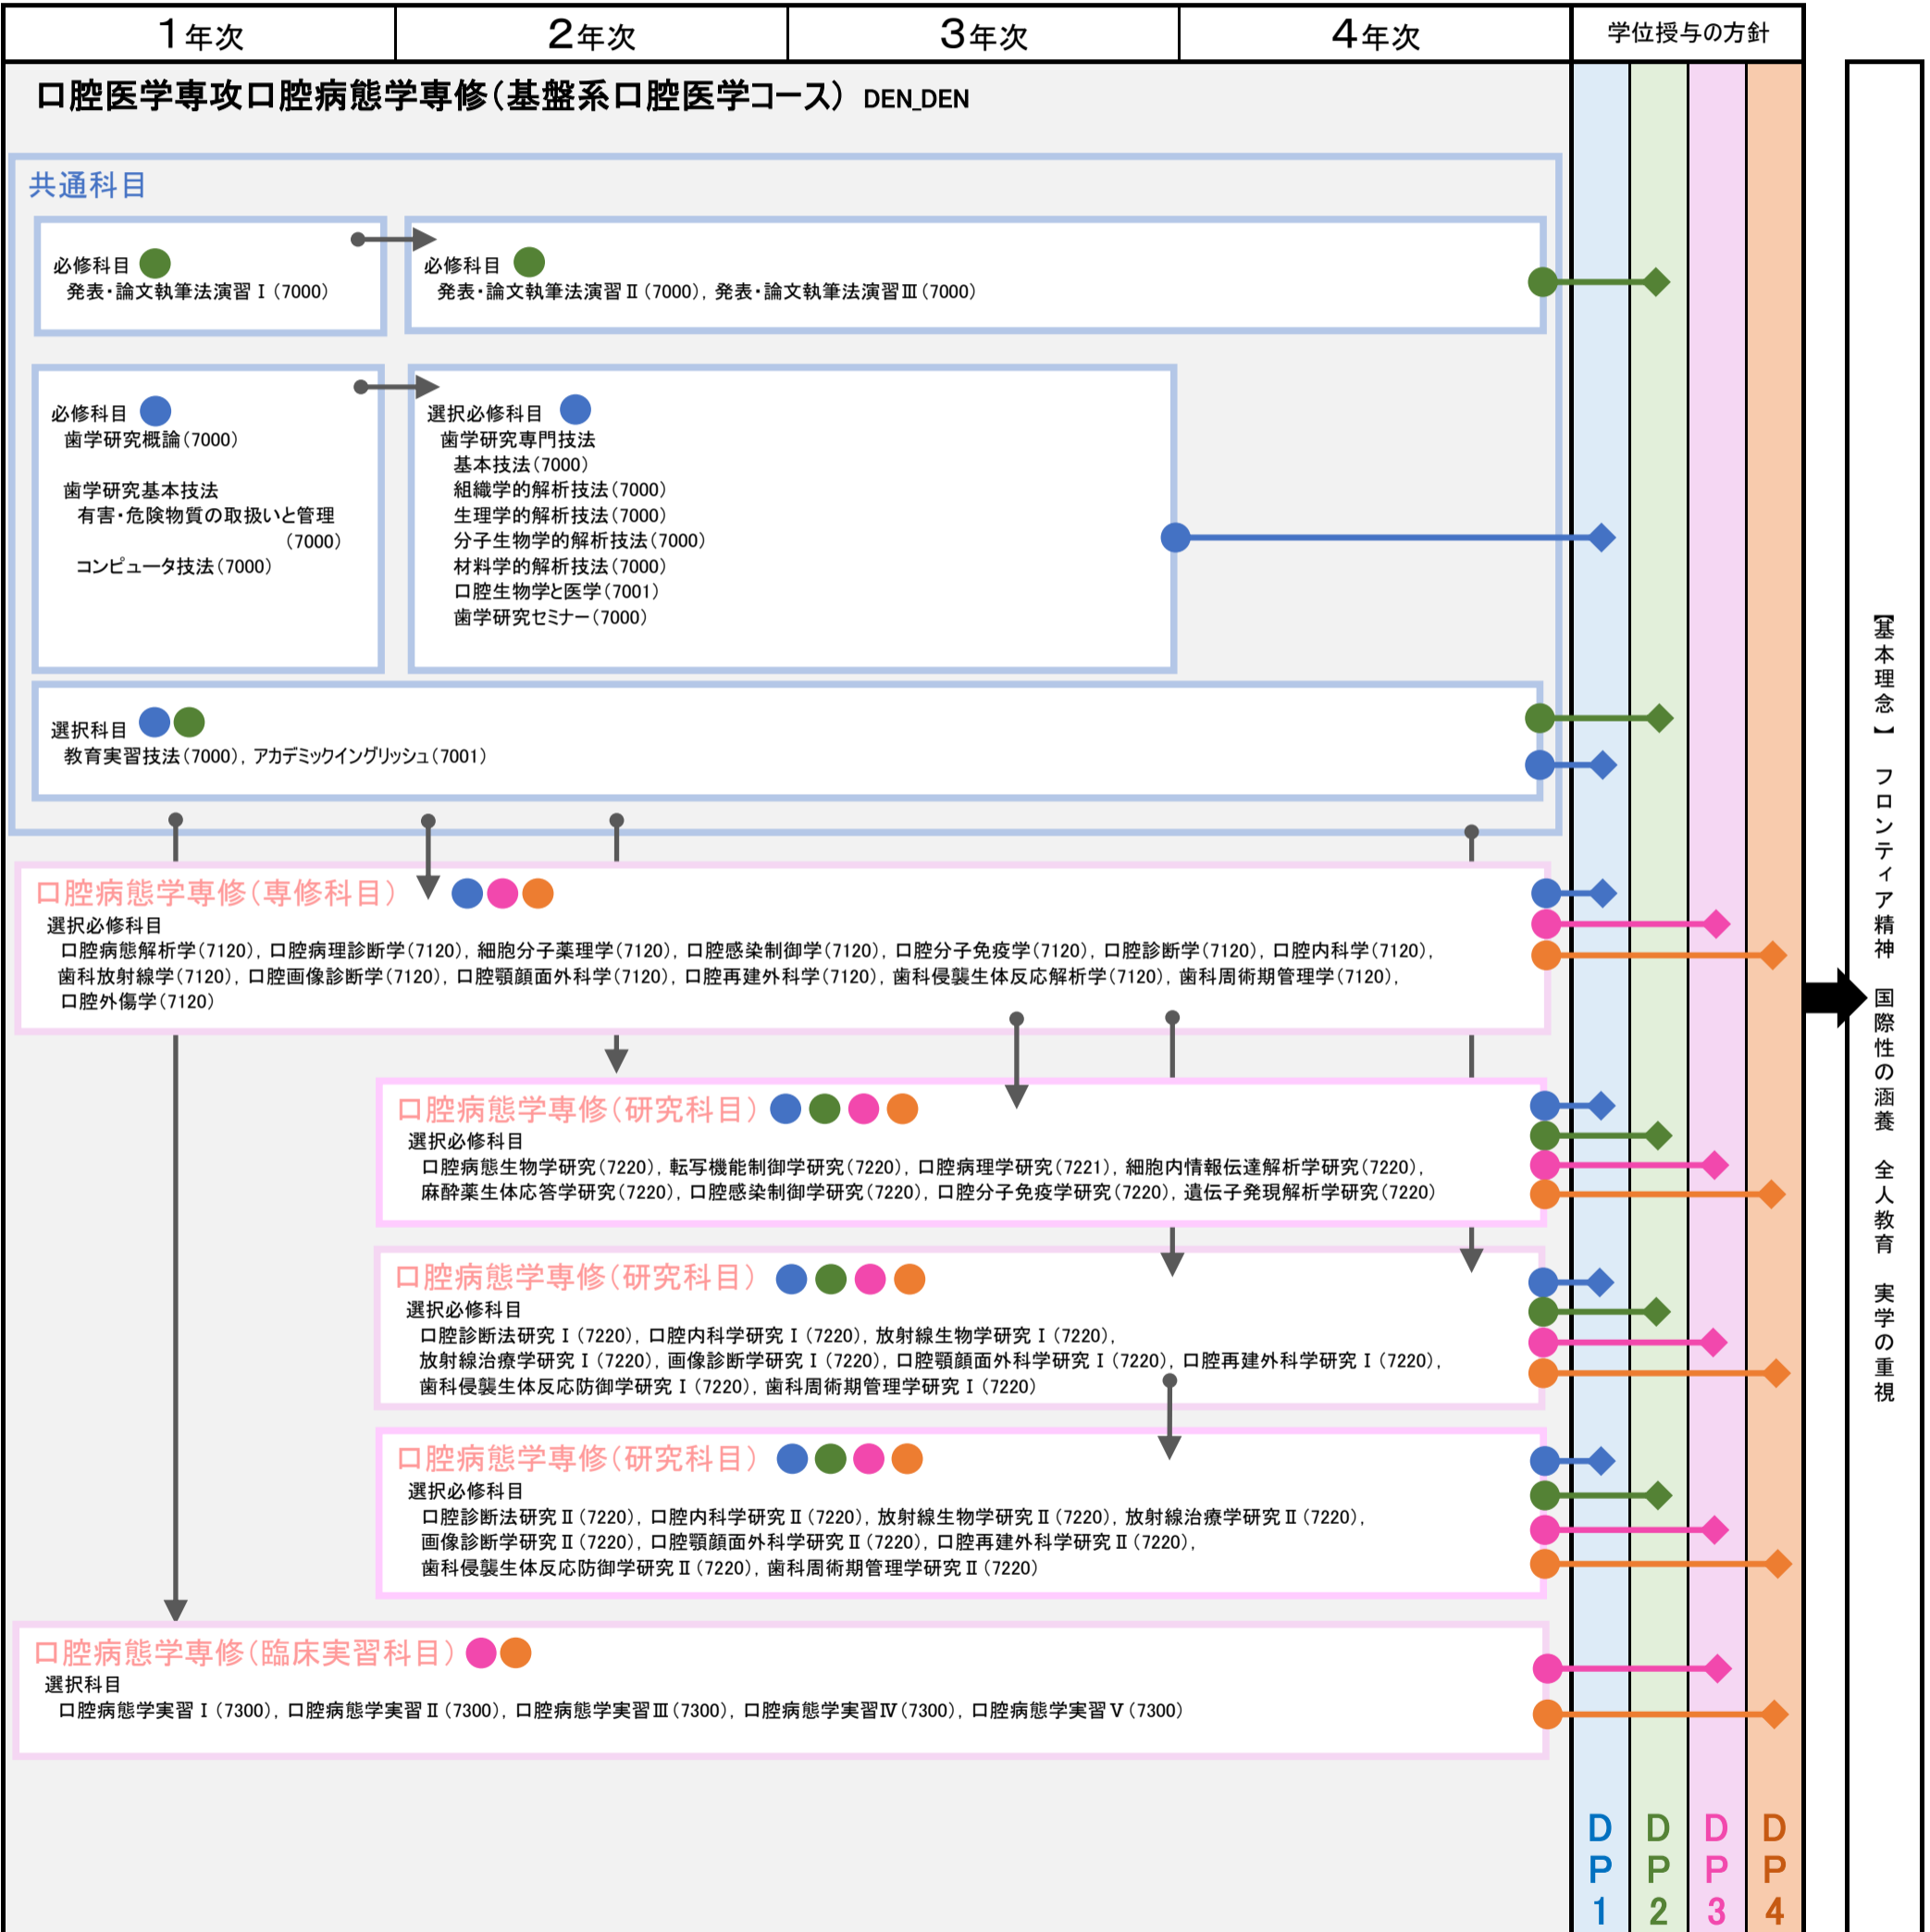 1年次
2年次
3年次
4年次
学位授与の方針
口腔医学専攻口腔病態学専修（基盤系口腔医学コース） DEN_DEN
共通科目
必修科目
発表・論文執筆法演習Ⅰ（7000）
必修科目
発表・論文執筆法演習Ⅱ（7000），発表・論文執筆法演習Ⅲ（7000）
必修科目
歯学研究概論（7000）
歯学研究基本技法
有害・危険物質の取扱いと管理
（7000）
コンピュータ技法（7000）
選択必修科目
歯学研究専門技法
基本技法（7000）
組織学的解析技法（7000）
生理学的解析技法（7000）
分子生物学的解析技法（7000）
材料学的解析技法（7000）
口腔生物学と医学（7001）
歯学研究セミナー（7000）
選択科目
教育実習技法（7000），アカデミックイングリッシュ（7001）
口腔病態学専修（専修科目）
選択必修科目
口腔病態解析学（7120），口腔病理診断学（7120），細胞分子薬理学（7120），口腔感染制御学（7120），口腔分子免疫学（7120），口腔診断学（7120），口腔内科学（7120），
歯科放射線学（7120），口腔画像診断学（7120），口腔顎顔面外科学（7120），口腔再建外科学（7120），歯科侵襲生体反応解析学（7120），歯科周術期管理学（7120），
口腔外傷学（7120）
口腔病態学専修（研究科目）
選択必修科目
口腔病態生物学研究（7220），転写機能制御学研究（7220），口腔病理学研究（7221），細胞内情報伝達解析学研究（7220），
麻酔薬生体応答学研究（7220），口腔感染制御学研究（7220），口腔分子免疫学研究（7220），遺伝子発現解析学研究（7220）
口腔病態学専修（研究科目）
選択必修科目
口腔診断法研究Ⅰ（7220），口腔内科学研究Ⅰ（7220），放射線生物学研究Ⅰ（7220），
放射線治療学研究Ⅰ（7220），画像診断学研究Ⅰ（7220），口腔顎顔面外科学研究Ⅰ（7220），口腔再建外科学研究Ⅰ（7220），
歯科侵襲生体反応防御学研究Ⅰ（7220），歯科周術期管理学研究Ⅰ（7220）
口腔病態学専修（研究科目）
選択必修科目
口腔診断法研究Ⅱ（7220），口腔内科学研究Ⅱ（7220），放射線生物学研究Ⅱ（7220），放射線治療学研究Ⅱ（7220），
画像診断学研究Ⅱ（7220），口腔顎顔面外科学研究Ⅱ（7220），口腔再建外科学研究Ⅱ（7220），
歯科侵襲生体反応防御学研究Ⅱ（7220），歯科周術期管理学研究Ⅱ（7220）
口腔病態学専修（臨床実習科目）
選択科目
口腔病態学実習Ⅰ（7300），口腔病態学実習Ⅱ（7300），口腔病態学実習Ⅲ（7300），口腔病態学実習Ⅳ（7300），口腔病態学実習Ⅴ（7300）
DP1
DP2
DP3
DP4
【基本理念】 フロンティア精神 国際性の涵養 全人教育 実学の重視